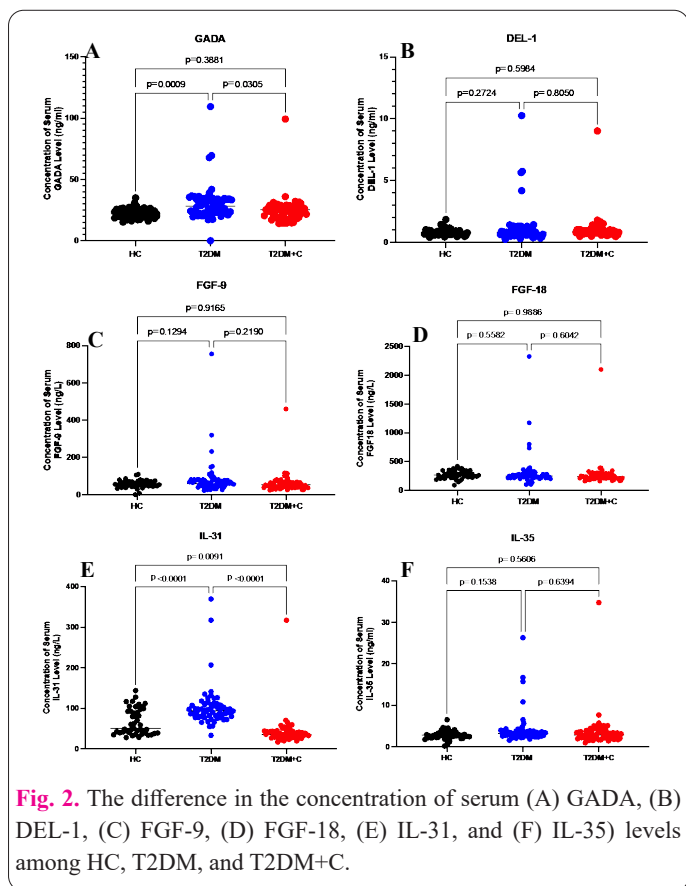 A
GADA
p=0.3881
p=0.0009
p=0.0305
Concentration of Serum
GADA Level (ng/ml)
150
100
50
0
HC
T2DM
T2DM+C
B
DEL-1
p=0.5984
p=0.2724
p=0.8050
Concentration of Serum
DEL-1 Level (ng/ml)
15
10
5
0
HC
T2DM
T2DM+C
C
FGF-9
p=0.9165
p=0.1294
p=0.2190
Concentration of Serum
FGF-9 Level (ng/L)
800
600
400
200
0
HC
T2DM
T2DM+C
D
FGF-18
p= 0.9886
p= 0.5582
p= 0.6042
Concentration of Serum
FGF18 Level (ng/L)
2500
2000
1500
1000
500
0
HC
T2DM
T2DM+C
E
IL-31
p= 0.0091
P <0.0001
P <0.0001
Concentration of Serum
IL-31 Level (ng/L)
400
300
200
100
0
HC
T2DM
T2DM+C
F
IL-35
p= 0.5606
p= 0.1538
p= 0.6394
Concentration of Serum
IL-35 Level (ng/ml)
40
30
20
10
0
HC
T2DM
T2DM+C
Fig. 2. The difference in the concentration of serum (A) GADA, (B)
DEL-1, (C) FGF-9, (D) FGF-18, (E) IL-31, and (F) IL-35) levels
among HC, T2DM, and T2DM+C.